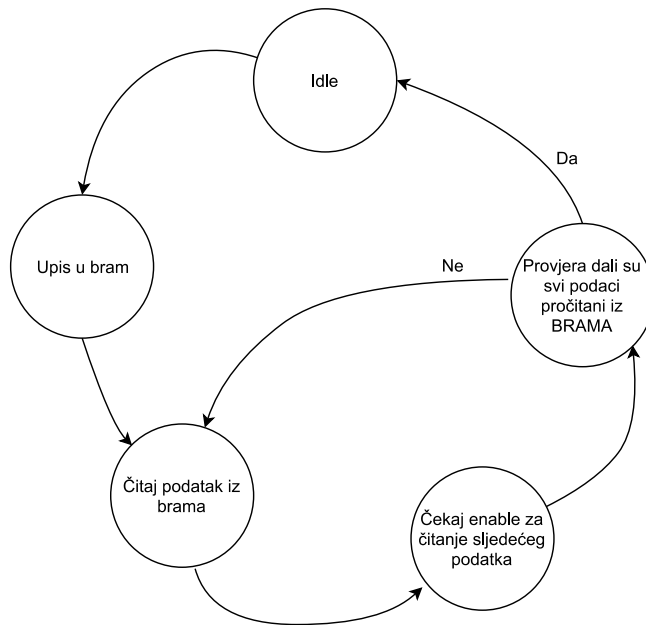 Idle
Da
Upis u bram
Ne
Provjera dali su
svi podaci
pročitani iz
BRAMA
Čitaj podatak iz
brama
Čekaj enable za
čitanje sljedećeg
podatka